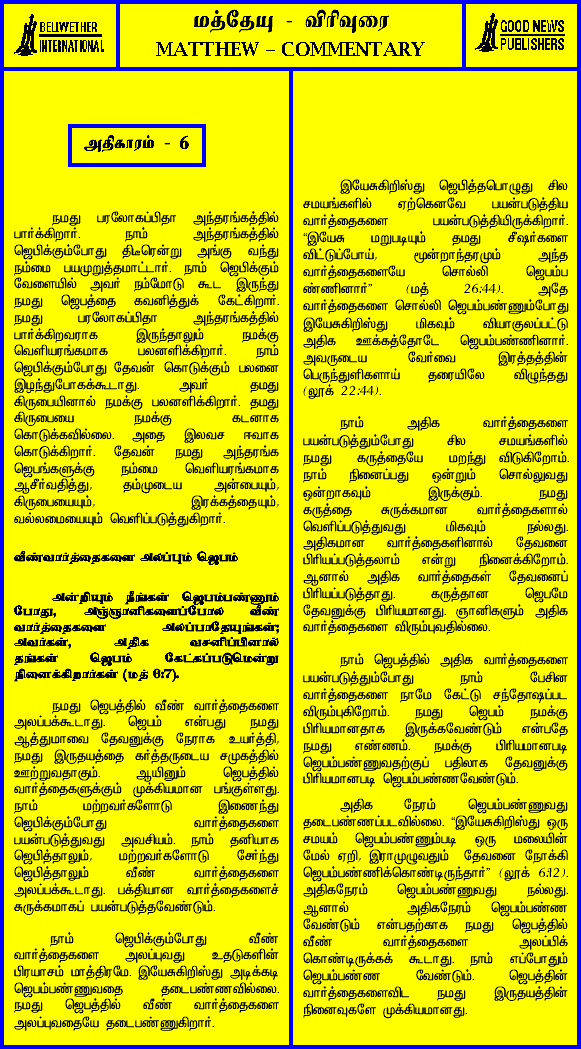 BELLWETHER
INTERNATIONAL
மத்தேயு - விரிவுரை
MATTHEW – COMMENTARY
GOOD NEWS
PUBLISHERS
அதிகாரம் - 6
நமது பரலோகப்பிதா அந்தரங்கத்தில்
பார்க்கிறார். நாம் அந்தரங்கத்தில்
ஜெபிக்கும்போது திடீரென்று அங்கு வந்து
நம்மை பயமுறுத்தமாட்டார். நாம் ஜெபிக்கும்
வேளையில் அவர் நம்மோடு கூட இருந்து
நமது ஜெபத்தை கவனித்துக் கேட்கிறார்.
நமது பரலோகப்பிதா அந்தரங்கத்தில்
பார்க்கிறவராக இருந்தாலும் நமக்கு
வெளியரங்கமாக பலனளிக்கிறார். நாம்
ஜெபிக்கும்போது தேவன் கொடுக்கும் பலனை
இழந்துபோகக்கூடாது. அவர் தமது
கிருபையினால் நமக்கு பலனளிக்கிறார். தமது
கிருபையை நமக்கு கடனாக
கொடுக்கவில்லை. அதை இலவச ஈவாக
கொடுக்கிறார். தேவன் நமது அந்தரங்க
ஜெபங்களுக்கு நம்மை வெளியரங்கமாக
ஆசீர்வதித்து, தம்முடைய அன்பையும்,
கிருபையையும், இரக்கத்தையும்,
வல்லமையையும் வெளிப்படுத்துகிறார்.
வீண்வார்த்தைகளை அலப்பும் ஜெபம்
அன்றியும் நீங்கள் ஜெபம்பண்ணும்
போது, அஞ்ஞானிகளைப்போல வீண்
வார்த்தைகளை அலப்பாதேயுங்கள்;
அவர்கள், அதிக வசனிப்பினால்
தங்கள் ஜெபம் கேட்கப்படுமென்று
நினைக்கிறார்கள் (மத் 6:7).
நமது ஜெபத்தில் வீண் வார்த்தைகளை
அலப்பக்கூடாது. ஜெபம் என்பது நமது
ஆத்துமாவை தேவனுக்கு நேராக உயர்த்தி,
நமது இருதயத்தை கர்த்தருடைய சமுகத்தில்
ஊற்றுவதாகும். ஆயினும் ஜெபத்தில்
வார்த்தைகளுக்கும் முக்கியமான பங்குள்ளது.
நாம் மற்றவர்களோடு இணைந்து
ஜெபிக்கும்போது வார்த்தைகளை
பயன்படுத்துவது அவசியம். நாம் தனியாக
ஜெபித்தாலும், மற்றவர்களோடு சேர்ந்து
ஜெபித்தாலும் வீண் வார்த்தைகளை
அலப்பக்கூடாது. பக்தியான வார்த்தைகளைச்
சுருக்கமாகப் பயன்படுத்தவேண்டும்.
நாம் ஜெபிக்கும்போது வீண்
வார்த்தைகளை அலப்புவது உதடுகளின்
பிரயாசம் மாத்திரமே. இயேசுகிறிஸ்து அடிக்கடி
ஜெபம்பண்ணுவதை தடைபண்ணவில்லை.
நமது ஜெபத்தில் வீண் வார்த்தைகளை
அலப்புவதையே தடைபண்ணுகிறார்.
இயேசுகிறிஸ்து ஜெபித்தபொழுது சில
சமயங்களில் ஏற்கெனவே பயன்படுத்திய
வார்த்தைகளை பயன்படுத்தியிருக்கிறார்.
"இயேசு மறுபடியும் தமது சீஷர்களை
விட்டுப்போய், மூன்றாந்தரமும் அந்த
வார்த்தைகளையே சொல்லி ஜெபம்ப
ண்ணினார்" (மத் 26:44). அதே
வார்த்தைகளை சொல்லி ஜெபம்பண்ணும்போது
இயேசுகிறிஸ்து மிகவும் வியாகுலப்பட்டு
அதிக ஊக்கத்தோடே ஜெபம்பண்ணினார்.
அவருடைய வேர்வை இரத்தத்தின்
பெருந்துளிகளாய் தரையிலே விழுந்தது
(லூக் 22:44).
நாம் அதிக வார்த்தைகளை
பயன்படுத்தும்போது சில சமயங்களில்
நமது கருத்தையே மறந்து விடுகிறோம்.
நாம் நினைப்பது ஒன்றும் சொல்லுவது
ஒன்றாகவும் இருக்கும். நமது
கருத்தை சுருக்கமான வார்த்தைகளால்
வெளிப்படுத்துவது மிகவும் நல்லது.
அதிகமான வார்த்தைகளினால் தேவனை
பிரியப்படுத்தலாம் என்று நினைக்கிறோம்.
ஆனால் அதிக வார்த்தைகள் தேவனைப்
பிரியப்படுத்தாது. கருத்தான ஜெபமே
தேவனுக்கு பிரியமானது. ஞானிகளும் அதிக
வார்த்தைகளை விரும்புவதில்லை.
நாம் ஜெபத்தில் அதிக வார்த்தைகளை
பயன்படுத்தும்போது நாம் பேசின
வார்த்தைகளை நாமே கேட்டு சந்தோஷப்பட
விரும்புகிறோம். நமது ஜெபம் நமக்கு
பிரியமானதாக இருக்கவேண்டும் என்பதே
நமது எண்ணம். நமக்கு பிரியமானபடி
ஜெபம்பண்ணுவதற்குப் பதிலாக தேவனுக்கு
பிரியமானபடி ஜெபம்பண்ணவேண்டும்.
அதிக நேரம் ஜெபம்பண்ணுவது
தடைபண்ணப்படவில்லை. "இயேசுகிறிஸ்து ஒரு
சமயம் ஜெபம்பண்ணும்படி ஒரு மலையின்
மேல் ஏறி, இராமுழுவதும் தேவனை நோக்கி
ஜெபம்பண்ணிக்கொண்டிருந்தார்" (லூக் 6:12).
அதிகநேரம் ஜெபம்பண்ணுவது நல்லது.
ஆனால் அதிகநேரம் ஜெபம்பண்ண
வேண்டும் என்பதற்காக நமது ஜெபத்தில்
வீண் வார்த்தைகளை அலப்பிக்
கொண்டிருக்கக் கூடாது. நாம் எப்போதும்
ஜெபம்பண்ண வேண்டும். ஜெபத்தின்
வார்த்தைகளைவிட நமது இருதயத்தின்
நினைவுகளே முக்கியமானது.